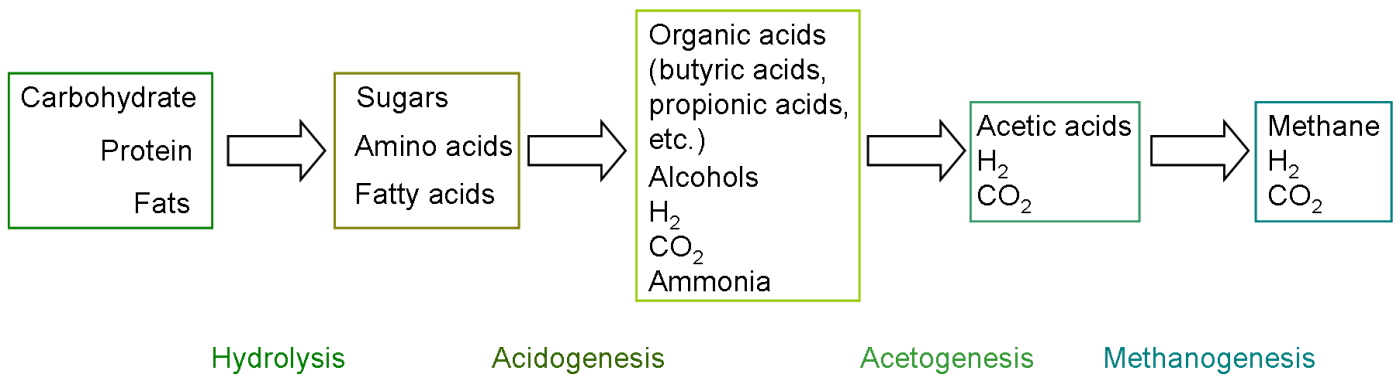 Carbohydrate
Protein
Fats
Sugars
Amino acids
Fatty acids
Organic acids
(butyric acids,
propionic acids,
etc.)
Alcohols
H₂
CO₂
Ammonia
Acetic acids
H₂
CO₂
Methane
H₂
CO₂
Hydrolysis
Acidogenesis
Acetogenesis
Methanogenesis